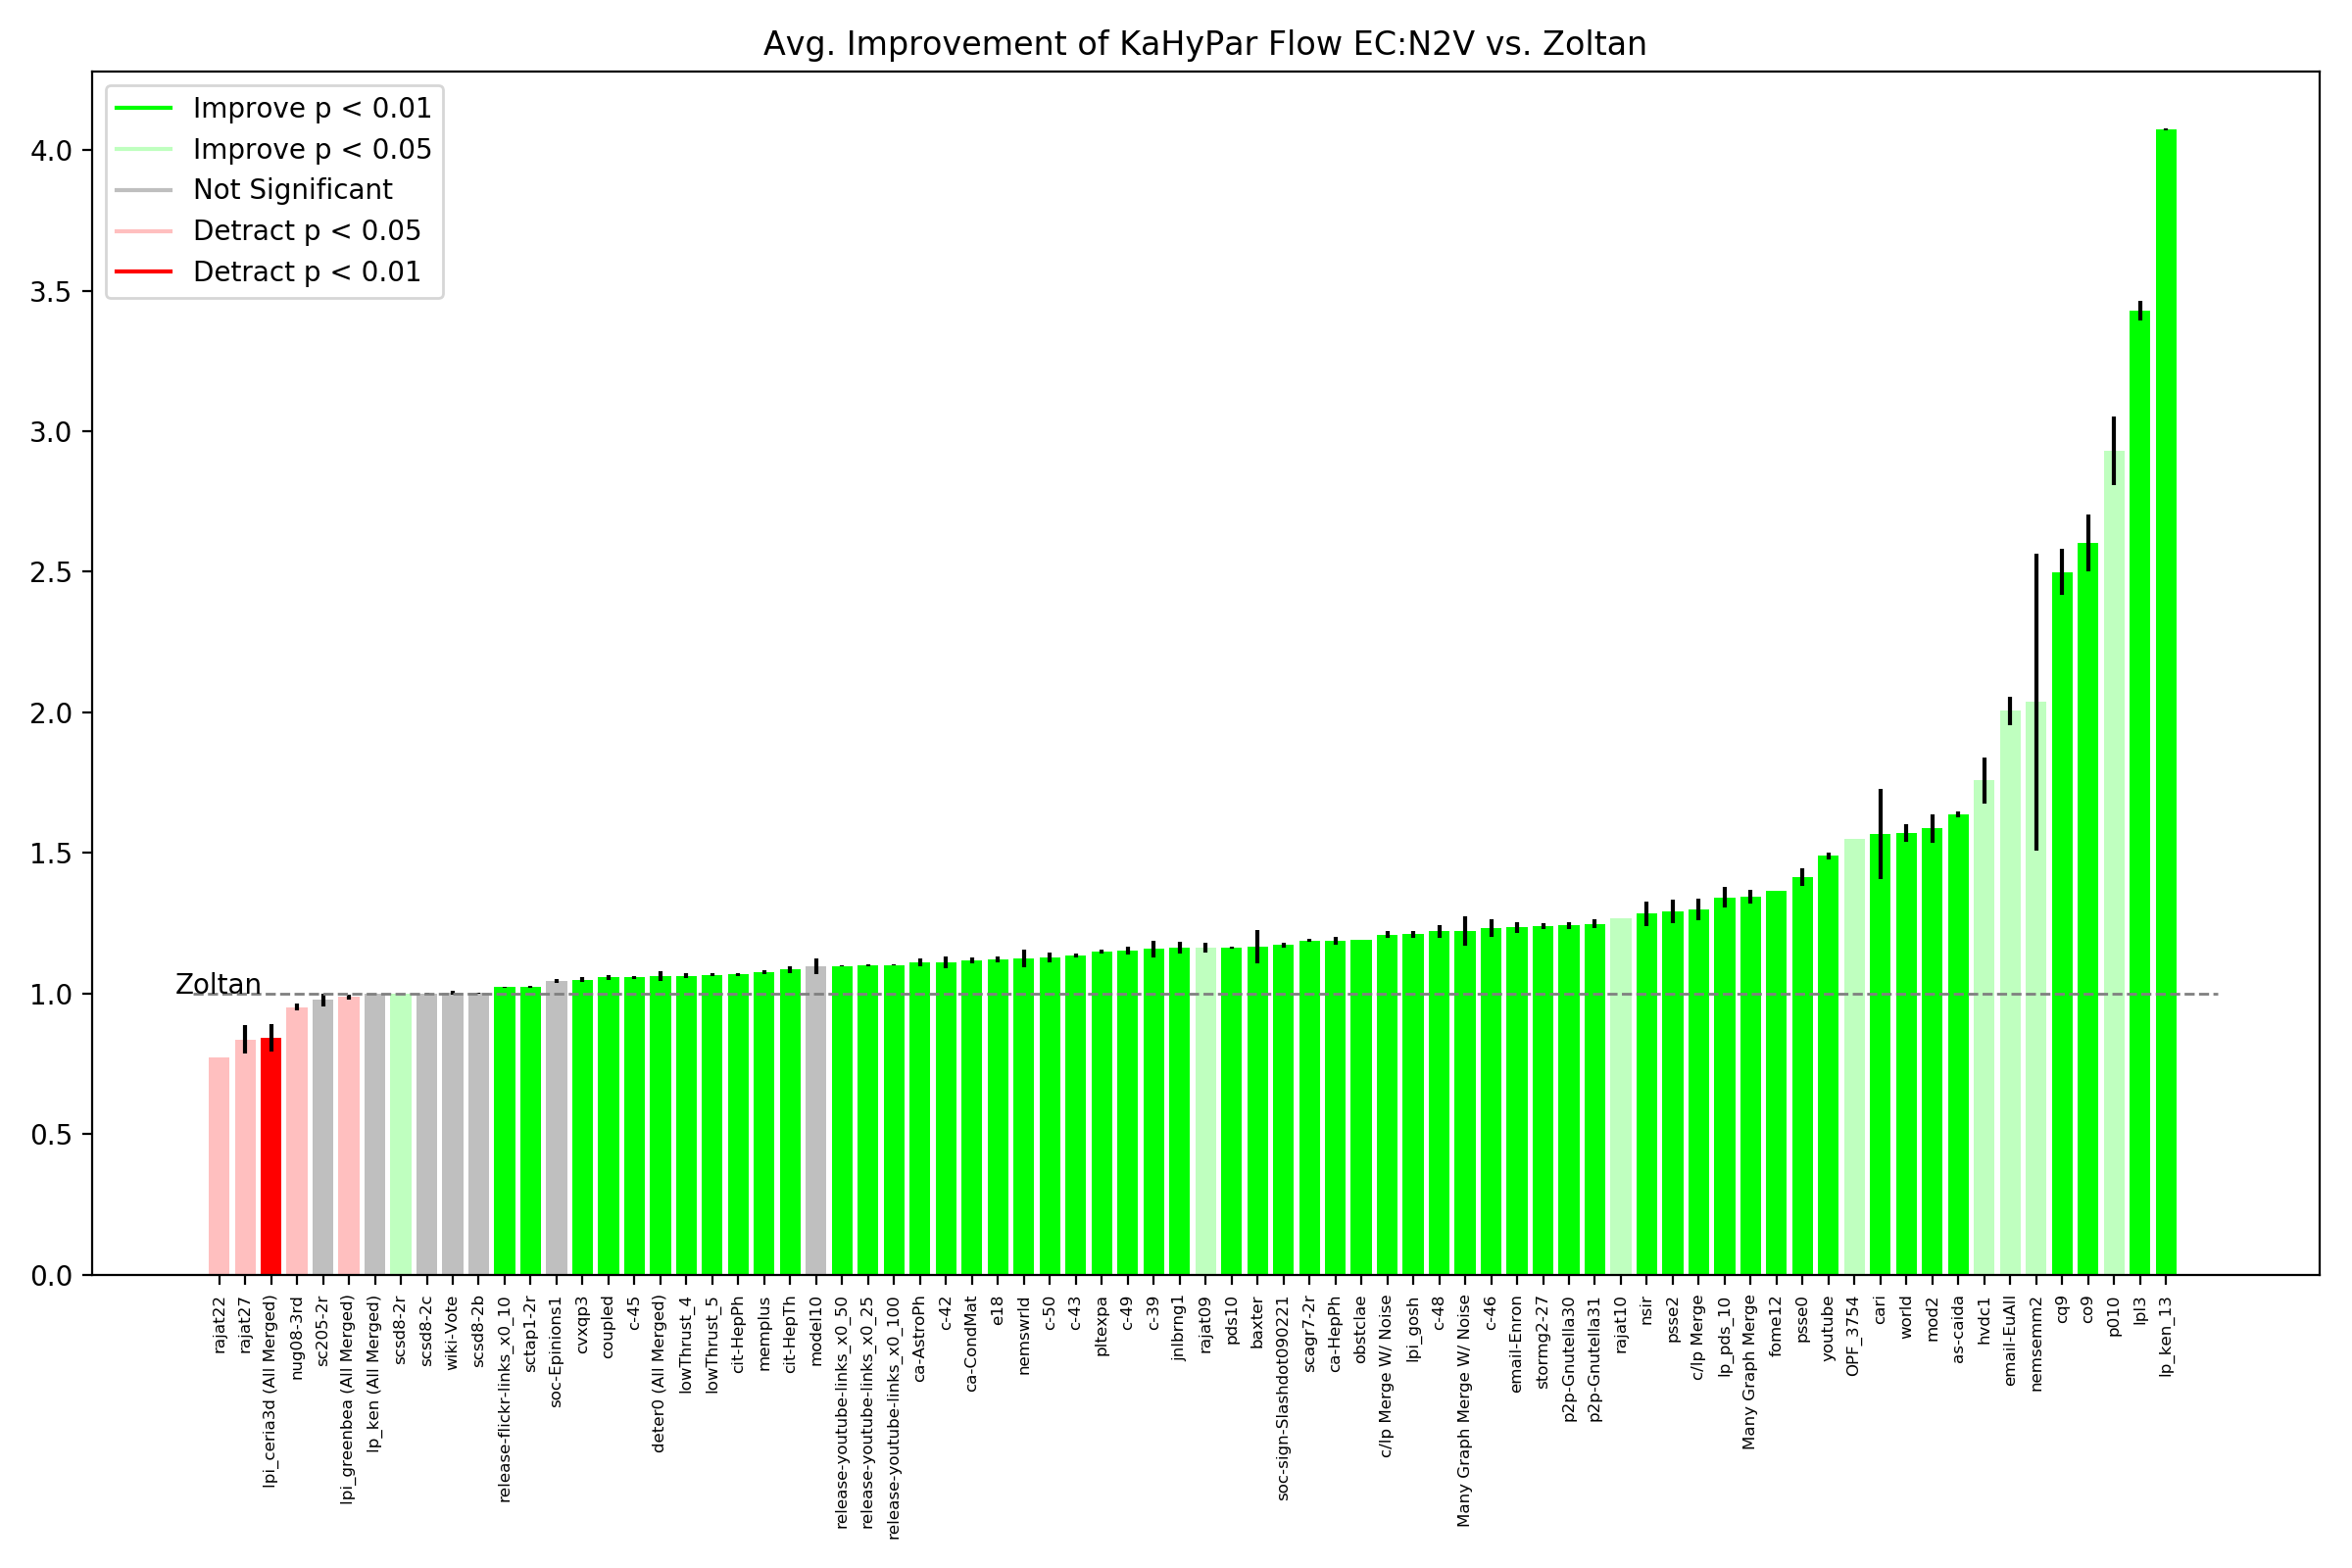 Avg. Improvement of KaHyPar Flow EC:N2V vs. Zoltan
Improve p < 0.01
Improve p < 0.05
Not Significant
Detract p < 0.05
Detract p < 0.01
4.0
3.5
3.0
2.5
2.0
1.5
1.0
0.5
0.0
Zoltan
rajat22
rajat27
lpi_ceria3d (All Merged)
nug08-3rd
sc205-2r
lpi_greenbea (All Merged)
lp_ken (All Merged)
scsd8-2r
scsd8-2c
wiki-Vote
scsd8-2b
release-flickr-links_x0_10
sctap1-2r
soc-Epinions1
cvxqp3
coupled
c-45
deter0 (All Merged)
lowThrust_4
lowThrust_5
cit-HepPh
memplus
cit-HepTh
model10
release-youtube-links_x0_50
release-youtube-links_x0_25
release-youtube-links_x0_100
ca-AstroPh
c-42
ca-CondMat
e18
nemswrld
c-50
c-43
pltexpa
c-49
c-39
jnlbrng1
rajat09
pds10
baxter
soc-sign-Slashdot090221
scagr7-2r
ca-HepPh
obstclae
c/lp Merge W/ Noise
lpi_gosh
c-48
Many Graph Merge W/ Noise
c-46
email-Enron
stormg2-27
p2p-Gnutella30
p2p-Gnutella31
rajat10
nsir
psse2
c/lp Merge
lp_pds_10
Many Graph Merge
fome12
psse0
youtube
OPF_3754
cari
world
mod2
as-caida
hvdc1
email-EuAll
nemsemm2
cq9
co9
p010
lpl3
lp_ken_13